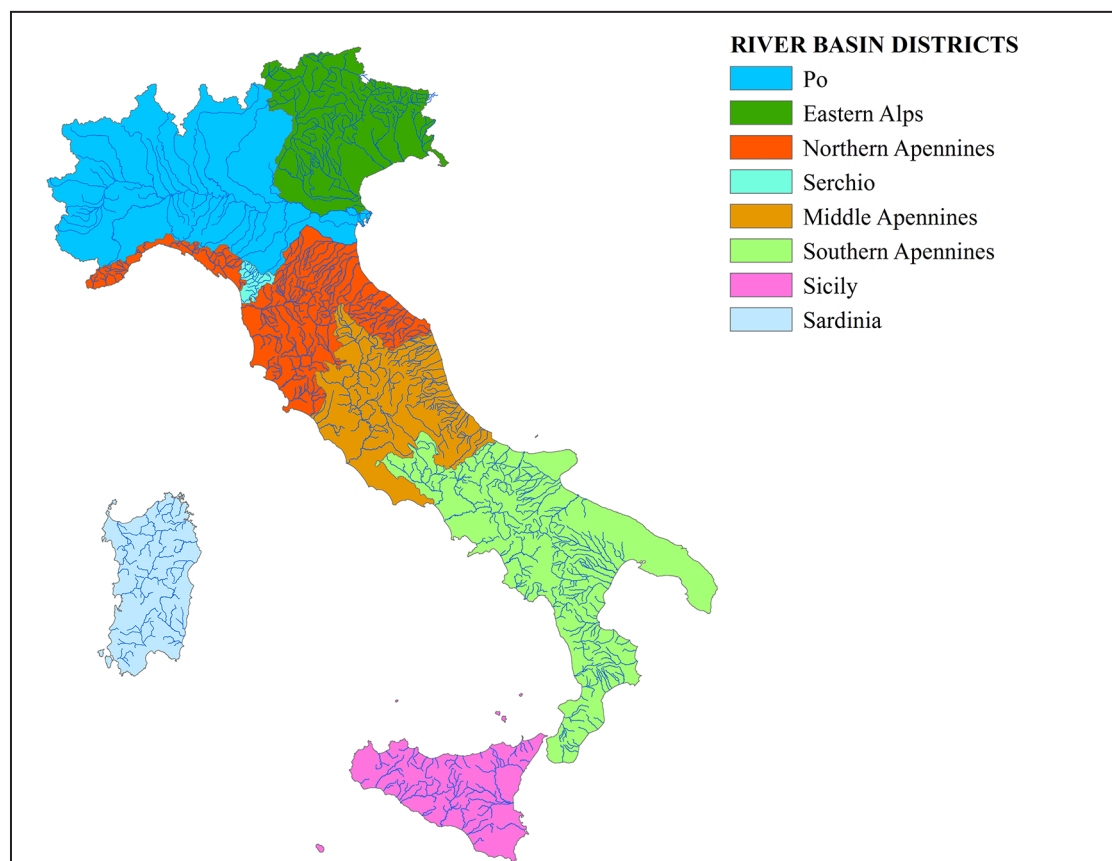 RIVER BASIN DISTRICTS
Po
Eastern Alps
Northern Apennines
Serchio
Middle Apennines
Southern Apennines
Sicily
Sardinia